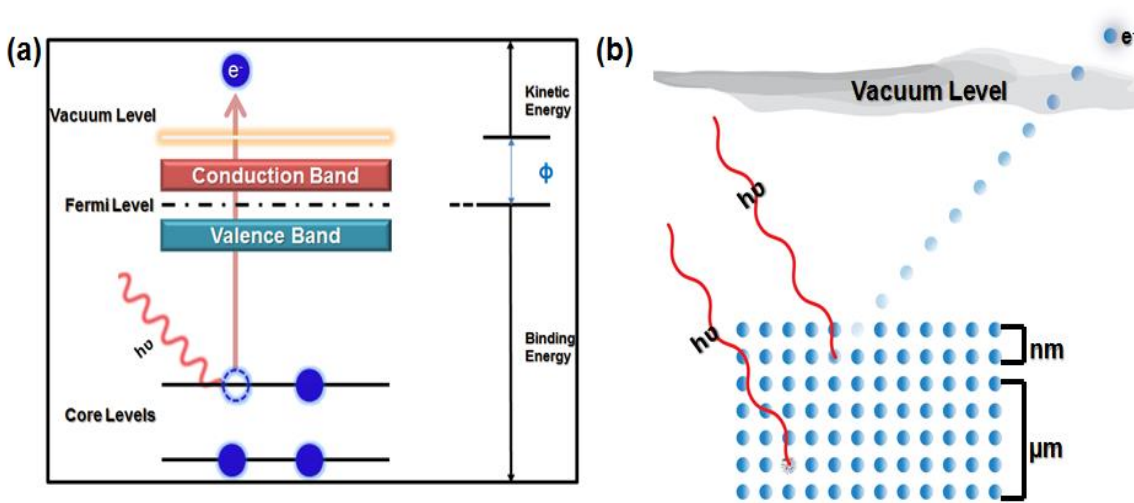 (a)
e-
Vacuum Level
Conduction Band
Fermi Level
Valence Band
hυ
Core Levels
Kinetic
Energy
Φ
Binding
Energy
(b)
e-
Vacuum Level
hυ
hυ
nm
µm